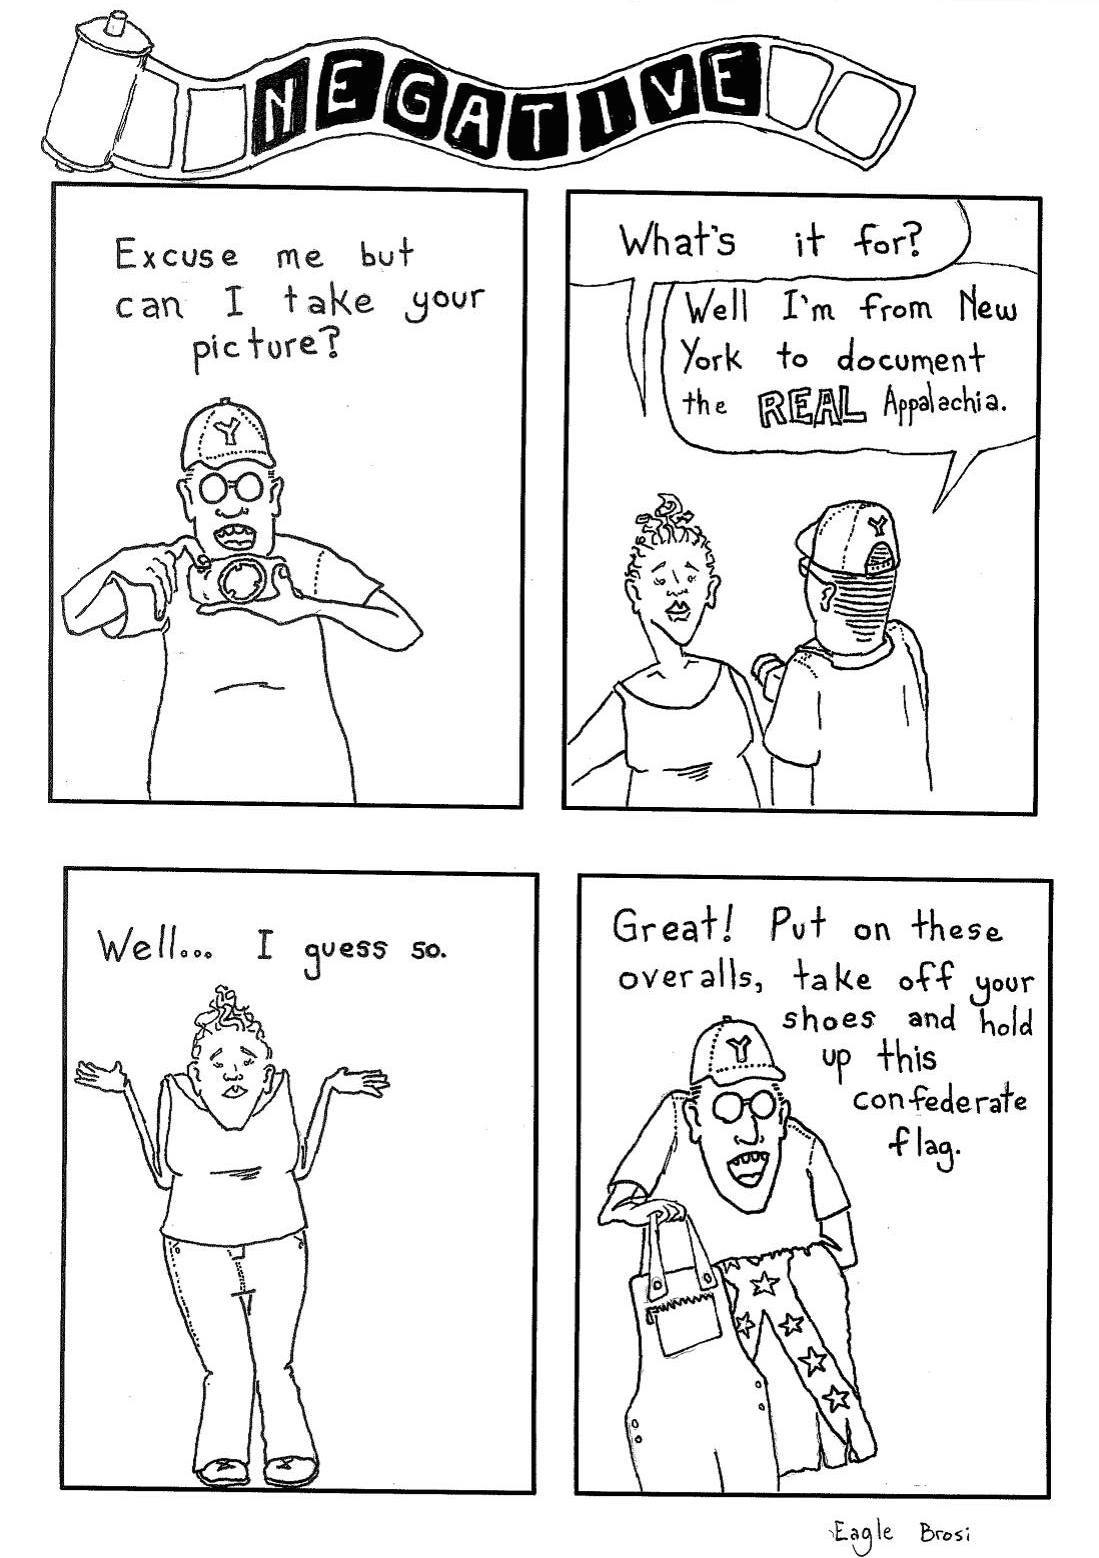 NEGATIVE
Excuse me but
can I take your
picture?
Y
What's it for?
Well I'm from New
York to document
the REAL Appalachia.
Y
Well... I guess so.
Great! Put on these
overalls, take off your
shoes and hold
up this
confederate
flag.
Y
Eagle Brosi